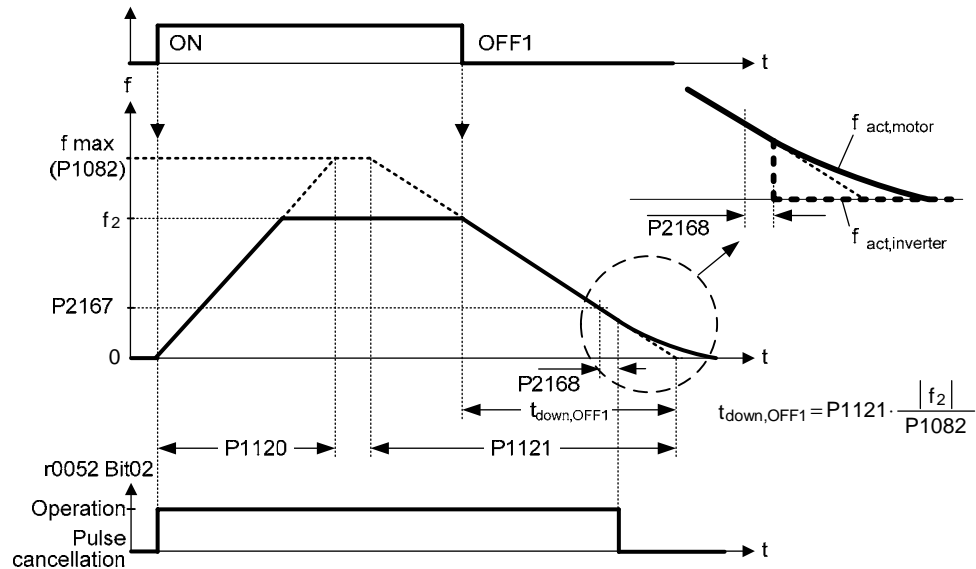 ON
OFF1
t
f
f max
(P1082)
f act,motor
f2
P2168
f act,inverter
P2167
0
t
P2168
tdown,OFF1
tdown,OFF1 = P1121 · |f2| / P1082
P1120
P1121
r0052 Bit02
Operation
Pulse
cancellation
t